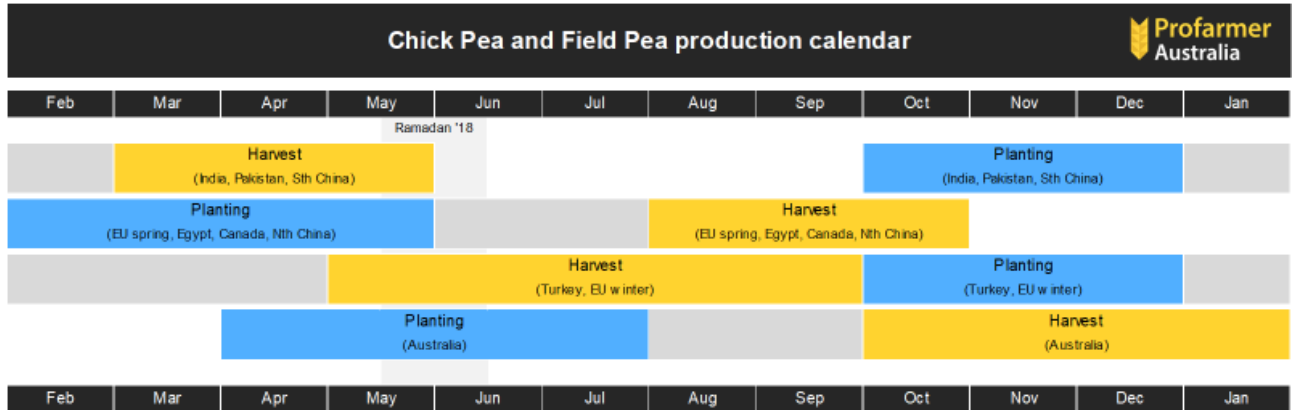 Chick Pea and Field Pea production calendar
Profarmer
Australia
Feb Mar Apr May Jun Jul Aug Sep Oct Nov Dec Jan
Ramadan '18
Harvest Planting
(India, Pakistan, Sth China) (India, Pakistan, Sth China)
Planting Harvest
(EU spring, Egypt, Canada, Nth China) (EU spring, Egypt, Canada, Nth China)
Harvest Planting
(Turkey, EU winter) (Turkey, EU winter)
Planting Harvest
(Australia) (Australia)
Feb Mar Apr May Jun Jul Aug Sep Oct Nov Dec Jan